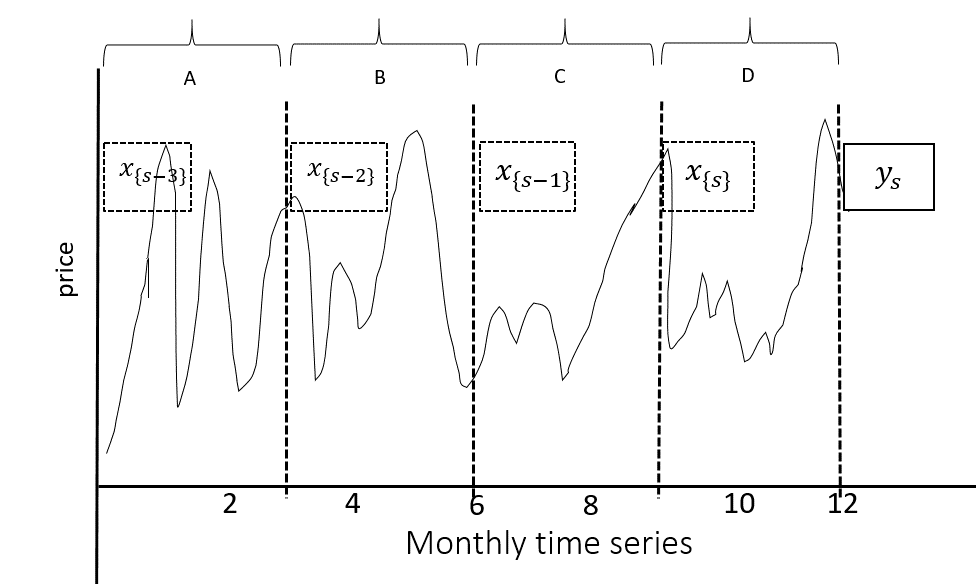 A B C D
x{s−3} x{s−2} x{s−1} x{s} yₛ
price
2 4 6 8 10 12
Monthly time series